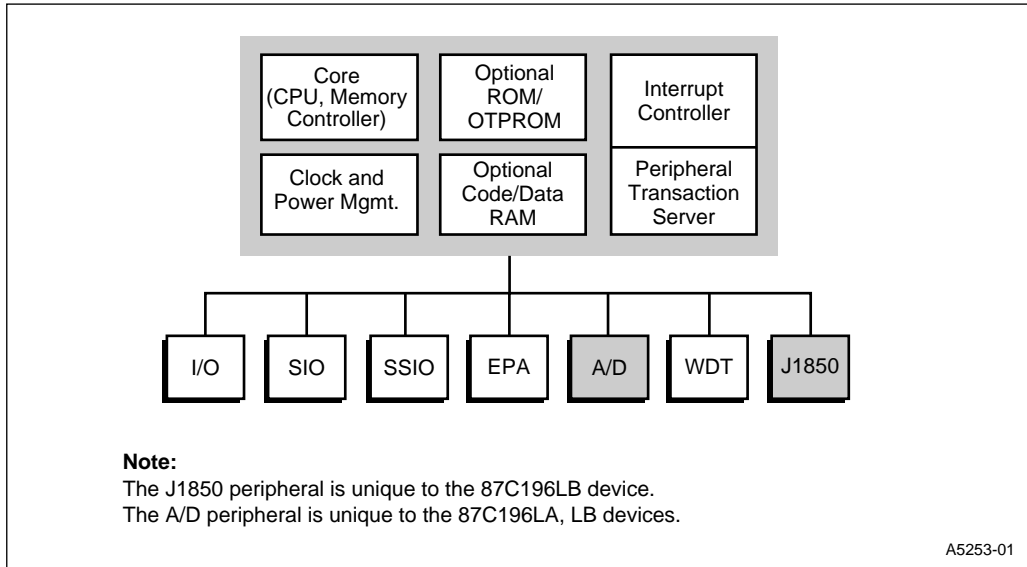 Core
(CPU, Memory
Controller)
Optional
ROM/
OTPROM
Interrupt
Controller
Clock and
Power Mgmt.
Optional
Code/Data
RAM
Peripheral
Transaction
Server
I/O
SIO
SSIO
EPA
A/D
WDT
J1850
Note:
The J1850 peripheral is unique to the 87C196LB device.
The A/D peripheral is unique to the 87C196LA, LB devices.
A5253-01